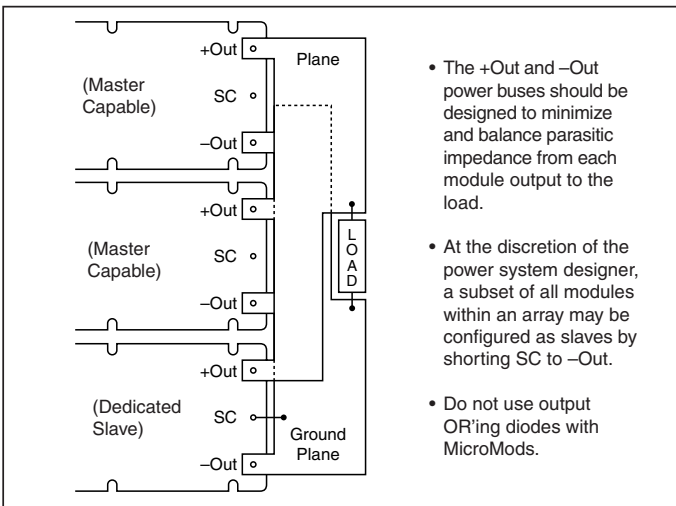 +Out
Plane
(Master
Capable)
SC
–Out
+Out
(Master
Capable)
SC
–Out
LOAD
+Out
(Dedicated
Slave)
SC
Ground
Plane
–Out
• The +Out and –Out
power buses should be
designed to minimize
and balance parasitic
impedance from each
module output to the
load.
• At the discretion of the
power system designer,
a subset of all modules
within an array may be
configured as slaves by
shorting SC to –Out.
• Do not use output
OR'ing diodes with
MicroMods.